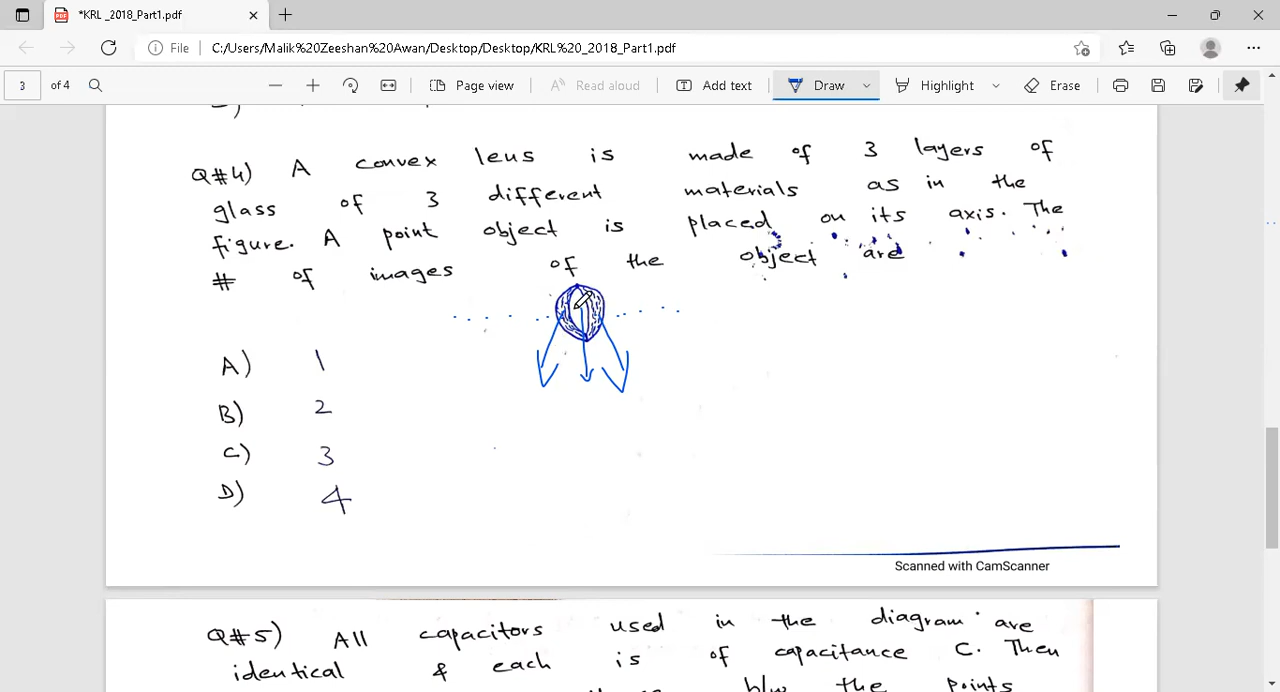 *KRL _2018_Part1.pdf
File C:/Users/Malik%20Zeeshan%20Awan/Desktop/Desktop/KRL%20_2018_Part1.pdf
3 of 4 Page view Read aloud Add text Draw Highlight Erase
Q#4) A convex lens is made of 3 layers of
glass of 3 different materials as in the
figure. A point object is placed on its axis. The
# of images of the object are
A) 1
B) 2
C) 3
D) 4
Scanned with CamScanner
Q#5) All capacitors used in the diagram are
identical & each is of capacitance C. Then
b/w the points